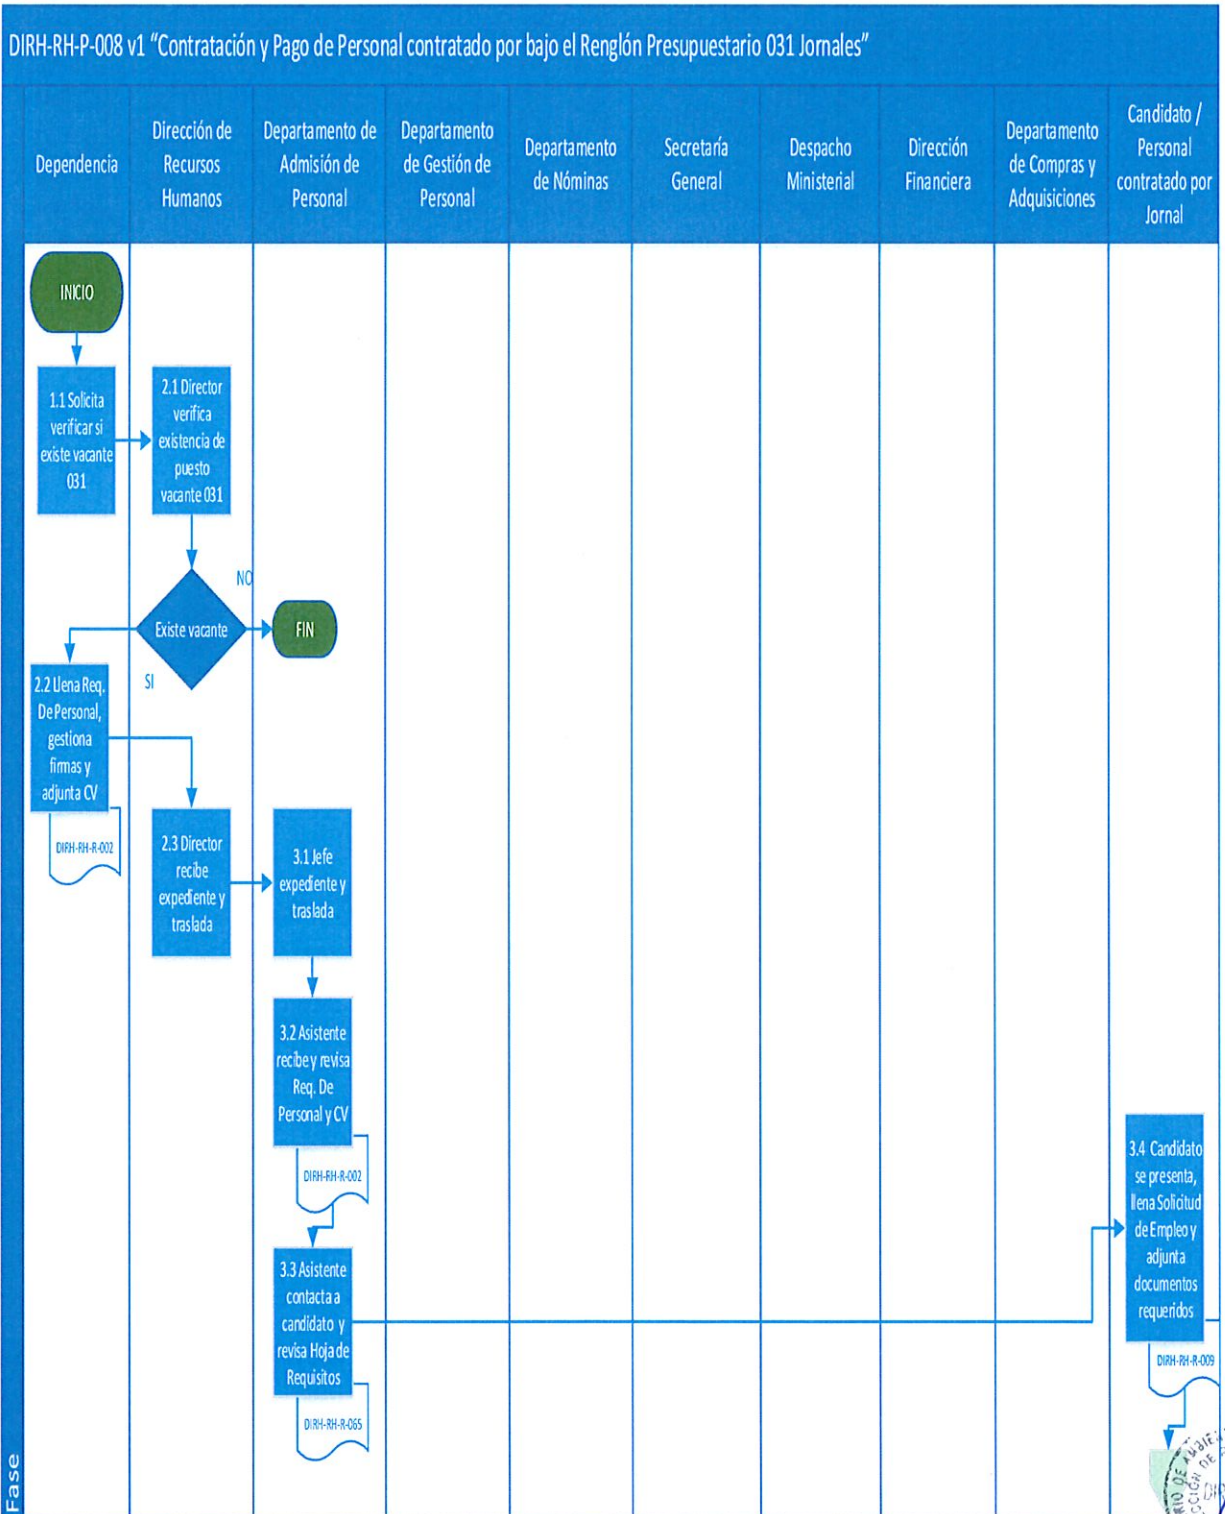 DIRH-RH-P-008 v1 “Contratación y Pago de Personal contratado por bajo el Renglón Presupuestario 031 Jornales”
Dependencia
Dirección de
Recursos
Humanos
Departamento de
Admisión de
Personal
Departamento
de Gestión de
Personal
Departamento
de Nóminas
Secretaría
General
Despacho
Ministerial
Dirección
Financiera
Departamento
de Compras y
Adquisiciones
Candidato /
Personal
contratado por
Jornal
INICIO
1.1 Solicita
verificar si
existe vacante
031
2.1 Director
verifica
existencia de
puesto
vacante 031
NO
Existe vacante
FIN
SI
2.2 Llena Req.
De Personal,
gestiona
firmas y
adjunta CV
DIRH-RH-R-002
2.3 Director
recibe
expediente y
traslada
3.1 Jefe
expediente y
traslada
3.2 Asistente
recibe y revisa
Req. De
Personal y CV
DIRH-RH-R-002
3.3 Asistente
contacta a
candidato y
revisa Hoja de
Requisitos
DIRH-RH-R-065
3.4 Candidato
se presenta,
llena Solicitud
de Empleo y
adjunta
documentos
requeridos
DIRH-RH-R-009
Fase